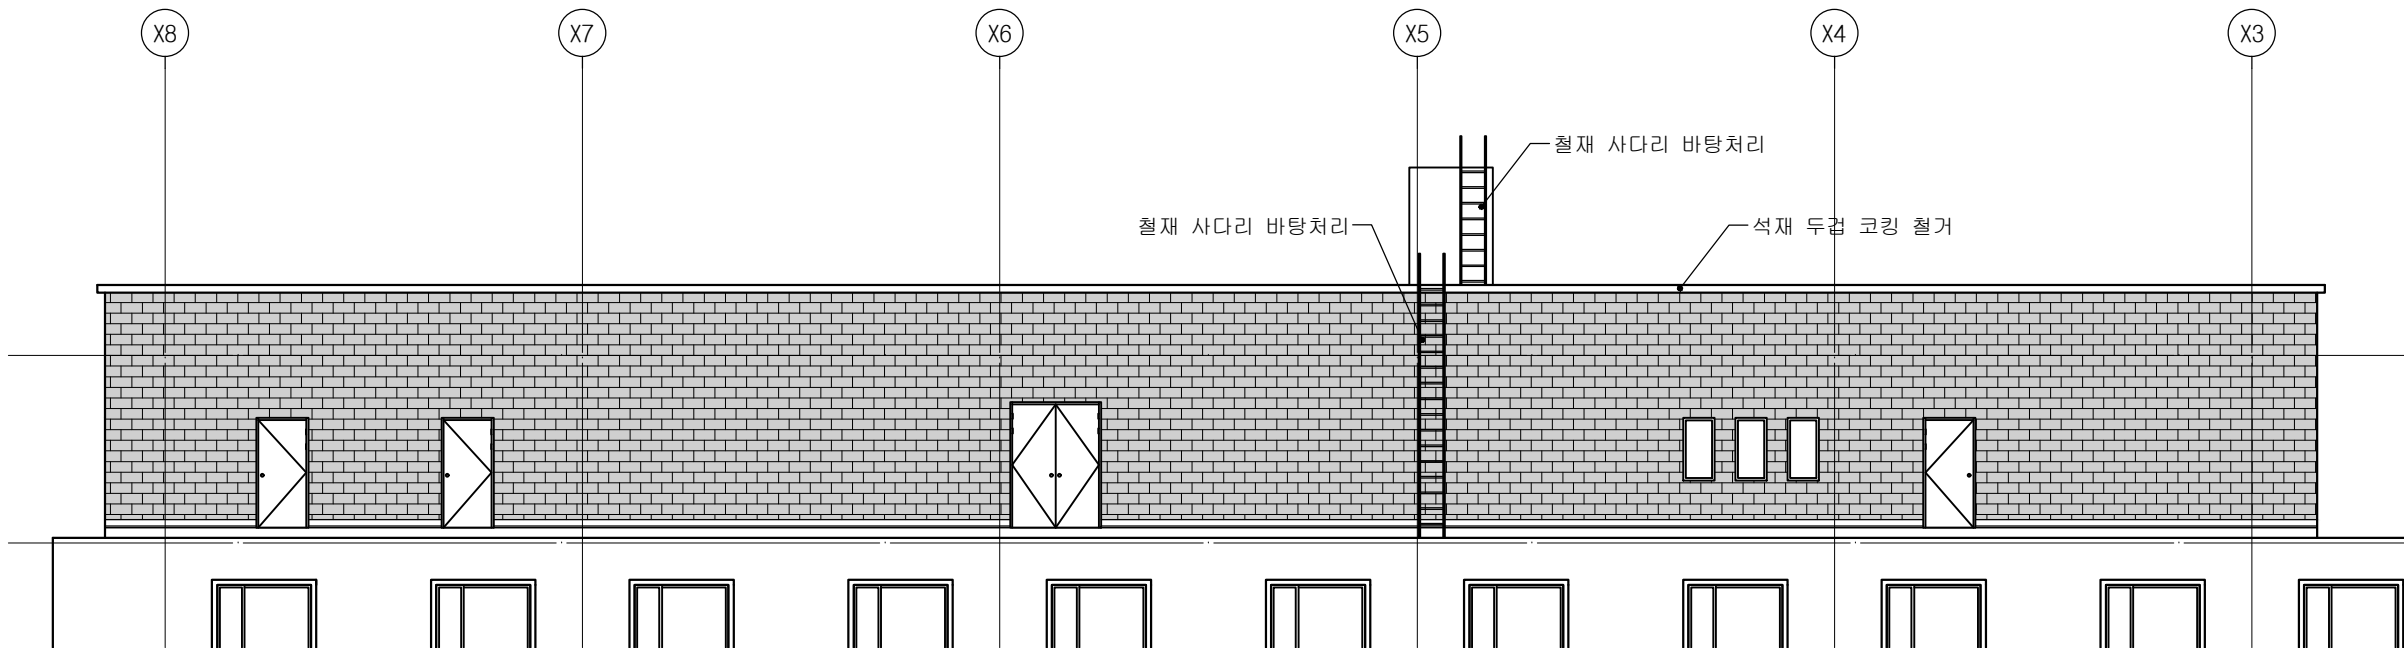 X8
X7
X6
X5
X4
X3
철재 사다리 바탕처리
철재 사다리 바탕처리
석재 두겁 코킹 철거